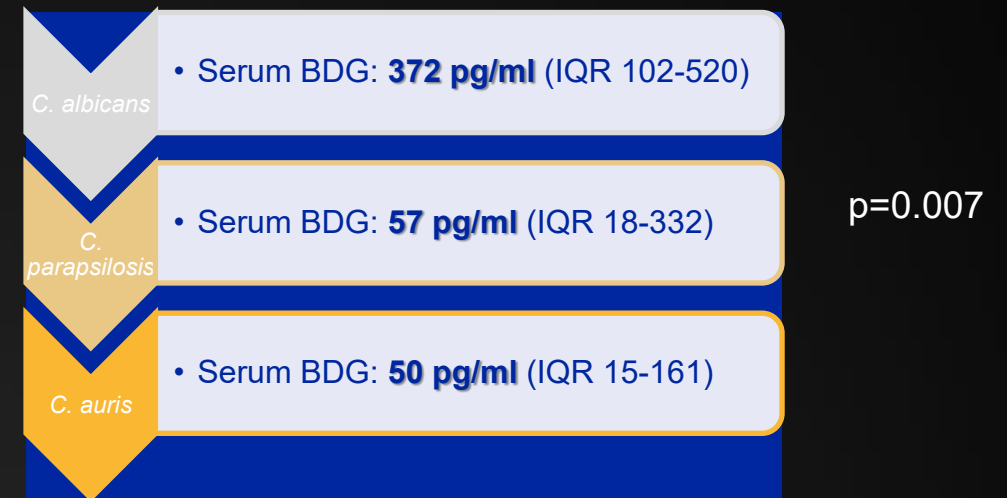 C. albicans
• Serum BDG: 372 pg/ml (IQR 102-520)
C.
parapsilosis
• Serum BDG: 57 pg/ml (IQR 18-332)
p=0.007
C. auris
• Serum BDG: 50 pg/ml (IQR 15-161)